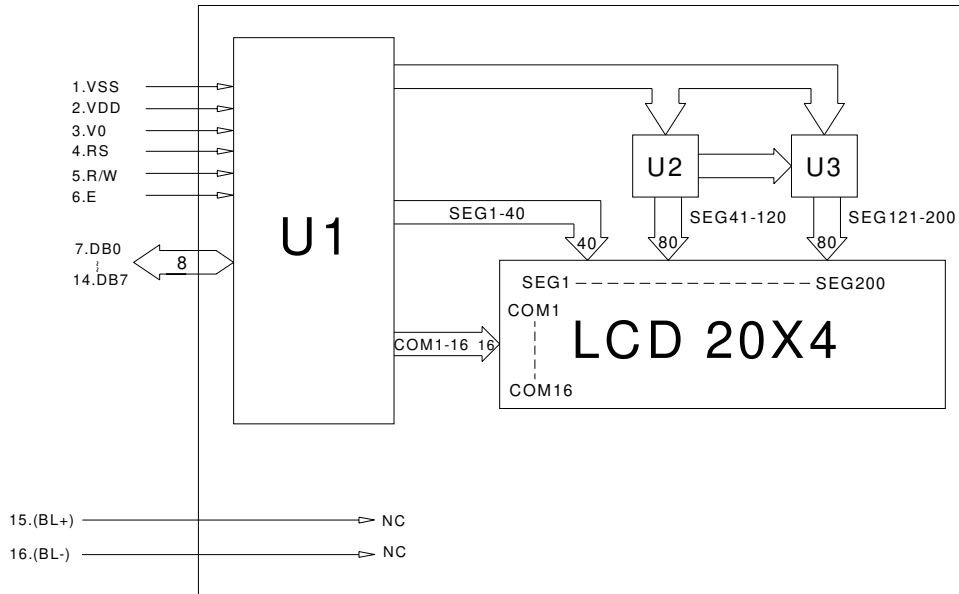 1.VSS
2.VDD
3.V0
4.RS
5.R/W
6.E
7.DB0
~
14.DB7
8
U1
U2
U3
SEG1-40
SEG41-120
SEG121-200
40
80
80
SEG1
SEG200
COM1
LCD 20X4
COM1-16 16
COM16
15.(BL+)
NC
16.(BL-)
NC